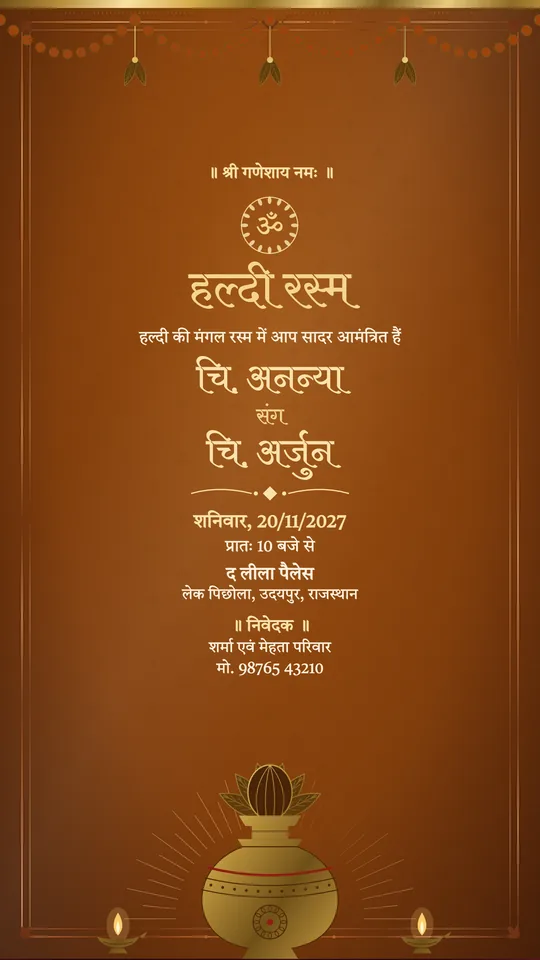 ॥ श्री गणेशाय नमः ॥
ॐ
हल्दी रस्म
हल्दी की मंगल रस्म में आप सादर आमंत्रित हैं
चि. अनन्या
संग
चि. अर्जुन
शनिवार, 20/11/2027
प्रातः 10 बजे से
द लीला पैलेस
लेक पिछोला, उदयपुर, राजस्थान
॥ निवेदक ॥
शर्मा एवं मेहता परिवार
मो. 98765 43210